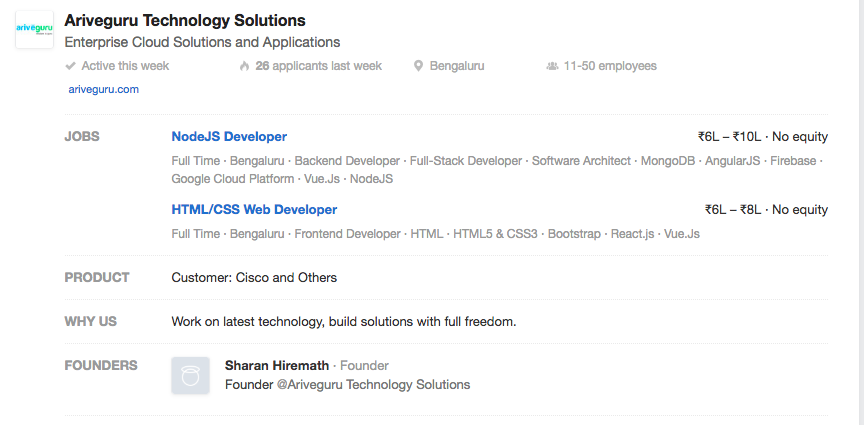 ariveguru
Ariveguru Technology Solutions
Enterprise Cloud Solutions and Applications
Active this week
26 applicants last week
Bengaluru
11-50 employees
ariveguru.com
JOBS
NodeJS Developer
₹6L – ₹10L · No equity
Full Time · Bengaluru · Backend Developer · Full-Stack Developer · Software Architect · MongoDB · AngularJS · Firebase ·
Google Cloud Platform · Vue.Js · NodeJS
HTML/CSS Web Developer
₹6L – ₹8L · No equity
Full Time · Bengaluru · Frontend Developer · HTML · HTML5 & CSS3 · Bootstrap · React.js · Vue.Js
PRODUCT
Customer: Cisco and Others
WHY US
Work on latest technology, build solutions with full freedom.
FOUNDERS
Sharan Hiremath · Founder
Founder @Ariveguru Technology Solutions